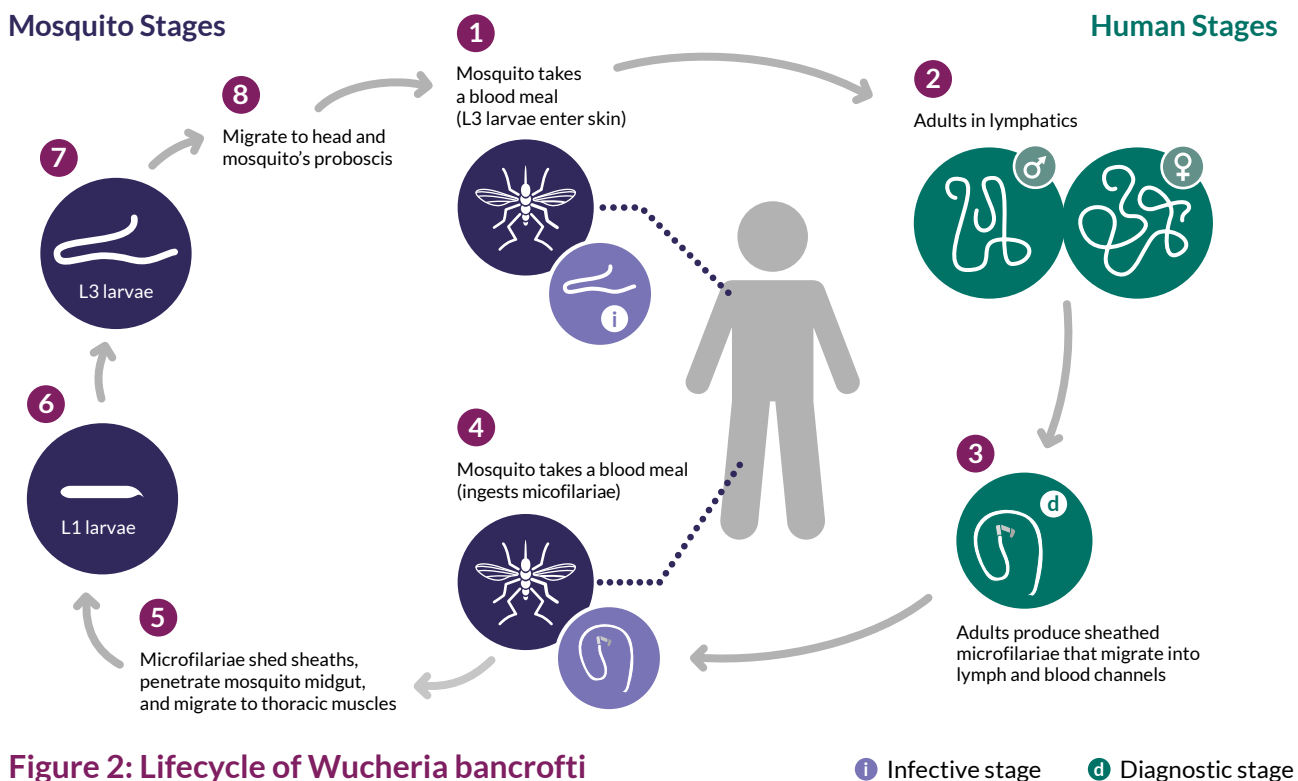 Mosquito Stages
Human Stages
1
Mosquito takes
a blood meal
(L3 larvae enter skin)
i
2
Adults in lymphatics
♂
♀
3
d
Adults produce sheathed
microfilariae that migrate into
lymph and blood channels
4
Mosquito takes a blood meal
(ingests micofilariae)
5
Microfilariae shed sheaths,
penetrate mosquito midgut,
and migrate to thoracic muscles
6
L1 larvae
7
L3 larvae
8
Migrate to head and
mosquito's proboscis
Figure 2: Lifecycle of Wucheria bancrofti
i Infective stage
d Diagnostic stage